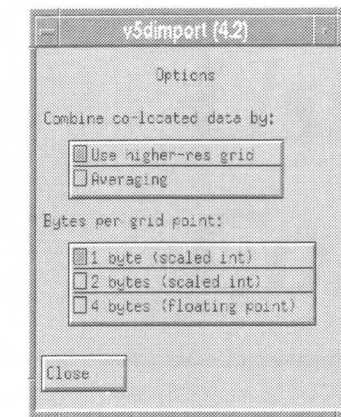 v5dimport (4.2)
Options
Combine co-located data by:
Use higher-res grid
Averaging
Bytes per grid point:
1 byte (scaled int)
2 bytes (scaled int)
4 bytes (floating point)
Close